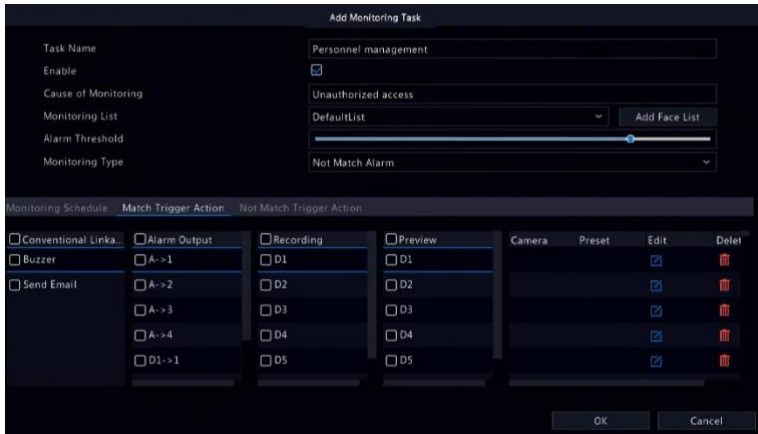 Add Monitoring Task
Task Name Personnel management
Enable
Cause of Monitoring Unauthorized access
Monitoring List DefaultList Add Face List
Alarm Threshold
Monitoring Type Not Match Alarm
Monitoring Schedule Match Trigger Action Not Match Trigger Action
Conventional Linka.. Alarm Output Recording Preview Camera Preset Edit Delet
Buzzer A->1 D1 D1
Send Email A->2 D2 D2
A->3 D3 D3
A->4 D4 D4
D1->1 D5 D5
OK Cancel